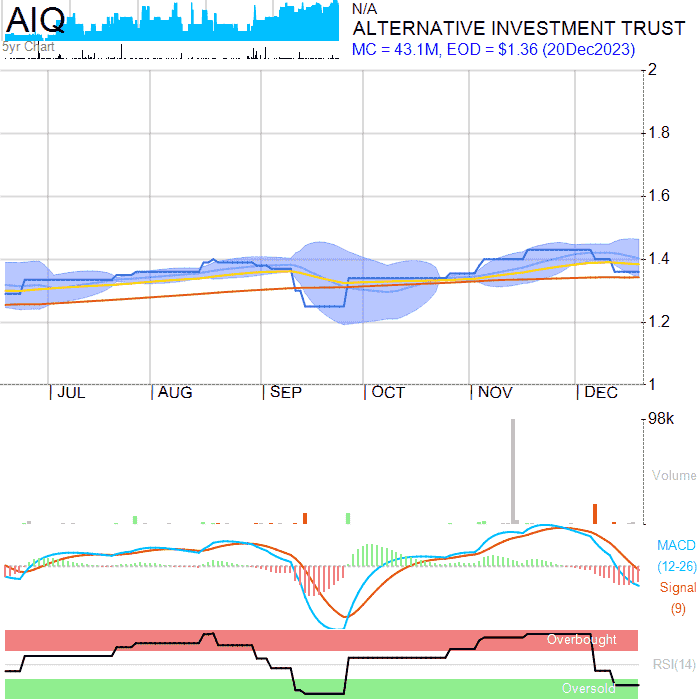 AIQ
5yr Chart
N/A
ALTERNATIVE INVESTMENT TRUST
MC = 43.1M, EOD = $1.36 (20Dec2023)
2
1.8
1.6
1.4
1.2
1
JUL
AUG
SEP
OCT
NOV
DEC
98k
Volume
MACD
(12-26)
Signal
(9)
Overbought
RSI(14)
Oversold